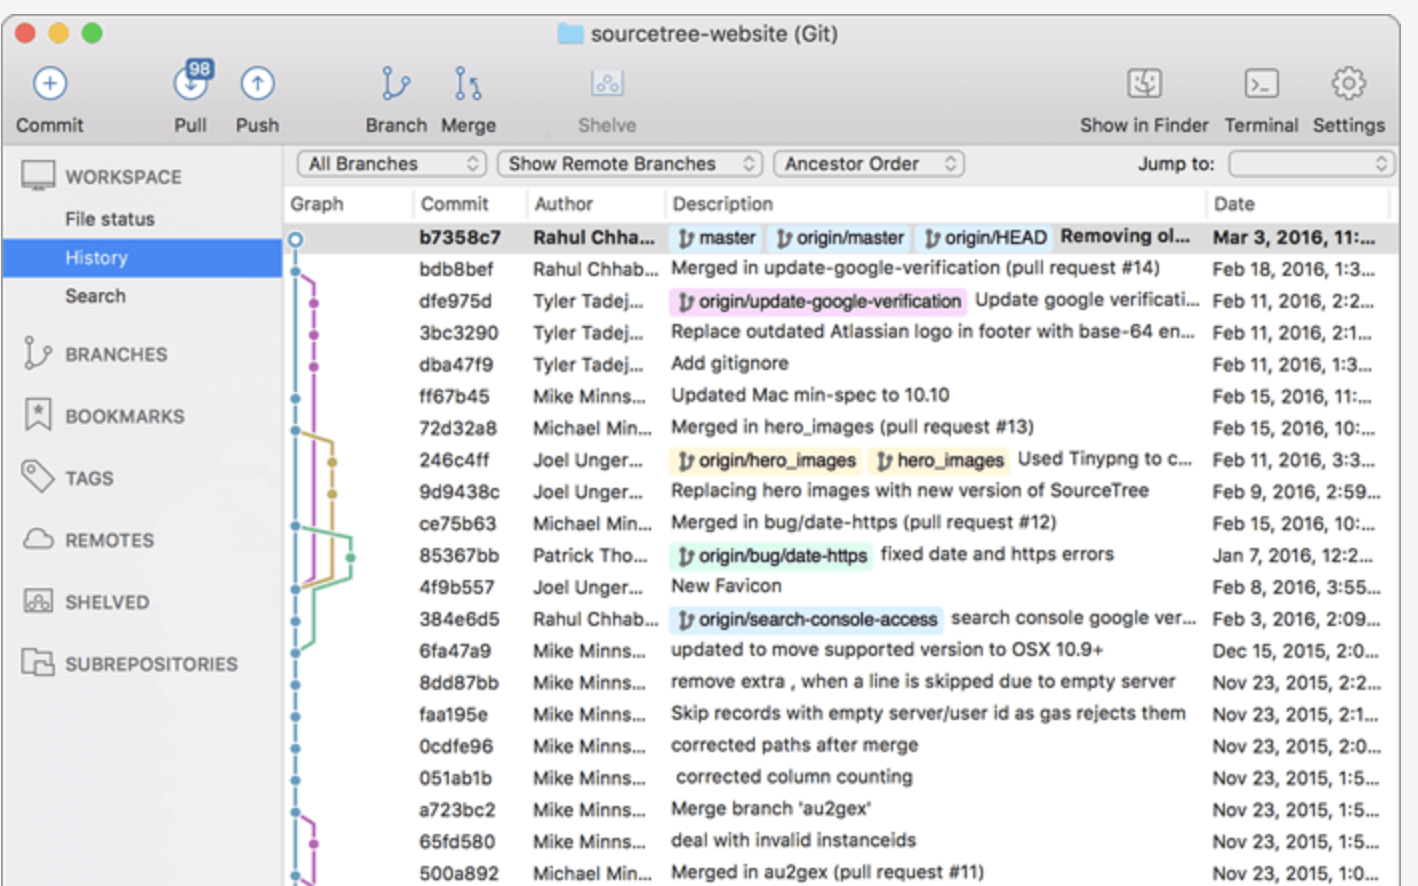 sourcetree-website (Git)
98
Commit Pull Push Branch Merge Shelve Show in Finder Terminal Settings
All Branches Show Remote Branches Ancestor Order Jump to:
WORKSPACE
File status
History
Search
BRANCHES
BOOKMARKS
TAGS
REMOTES
SHELVED
SUBREPOSITORIES
Graph Commit Author Description Date
b7358c7 Rahul Chha... master origin/master origin/HEAD Removing ol... Mar 3, 2016, 11:...
bdb8bef Rahul Chhab... Merged in update-google-verification (pull request #14) Feb 18, 2016, 1:3...
dfe975d Tyler Tadej... origin/update-google-verification Update google verificati... Feb 11, 2016, 2:2...
3bc3290 Tyler Tadej... Replace outdated Atlassian logo in footer with base-64 en... Feb 11, 2016, 2:1...
dba47f9 Tyler Tadej... Add gitignore Feb 11, 2016, 1:3...
ff67b45 Mike Minns... Updated Mac min-spec to 10.10 Feb 15, 2016, 11:...
72d32a8 Michael Min... Merged in hero_images (pull request #13) Feb 15, 2016, 10:...
246c4ff Joel Unger... origin/hero_images hero_images Used Tinypng to c... Feb 11, 2016, 3:3...
9d9438c Joel Unger... Replacing hero images with new version of SourceTree Feb 9, 2016, 2:59...
ce75b63 Michael Min... Merged in bug/date-https (pull request #12) Feb 15, 2016, 10:...
85367bb Patrick Tho... origin/bug/date-https fixed date and https errors Jan 7, 2016, 12:2...
4f9b557 Joel Unger... New Favicon Feb 8, 2016, 3:55...
384e6d5 Rahul Chhab... origin/search-console-access search console google ver... Feb 3, 2016, 2:09...
6fa47a9 Mike Minns... updated to move supported version to OSX 10.9+ Dec 15, 2015, 2:0...
8dd87bb Mike Minns... remove extra , when a line is skipped due to empty server Nov 23, 2015, 2:2...
faa195e Mike Minns... Skip records with empty server/user id as gas rejects them Nov 23, 2015, 2:1...
0cdfe96 Mike Minns... corrected paths after merge Nov 23, 2015, 2:0...
051ab1b Mike Minns... corrected column counting Nov 23, 2015, 1:5...
a723bc2 Mike Minns... Merge branch 'au2gex' Nov 23, 2015, 1:5...
65fd580 Mike Minns... deal with invalid instanceids Nov 23, 2015, 1:5...
500a892 Michael Min... Merged in au2gex (pull request #11) Nov 23, 2015, 1:0...